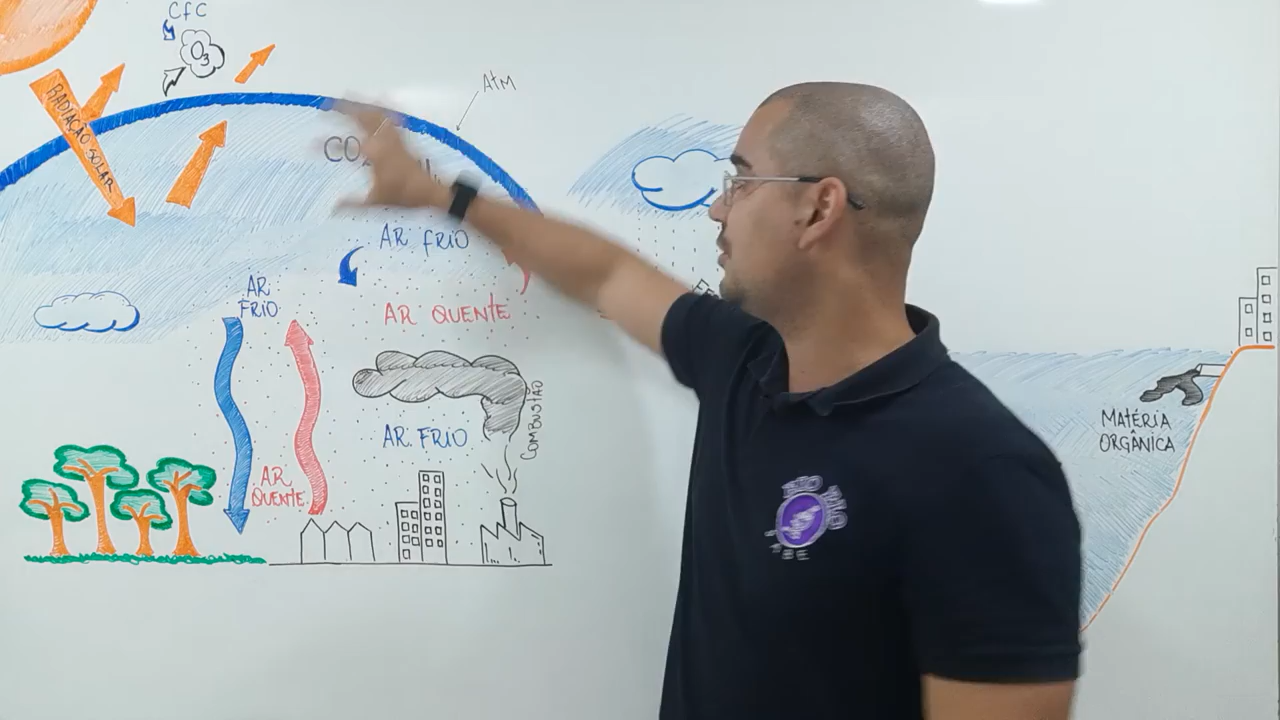 CfC
O3
AtM
RADIAÇÃO SOLAR
CO2
AR FRIO
AR
FRIO
AR QUENTE
COMBUSTÃO
AR FRIO
AR
QUENTE
MATÉRIA
ORGÂNICA